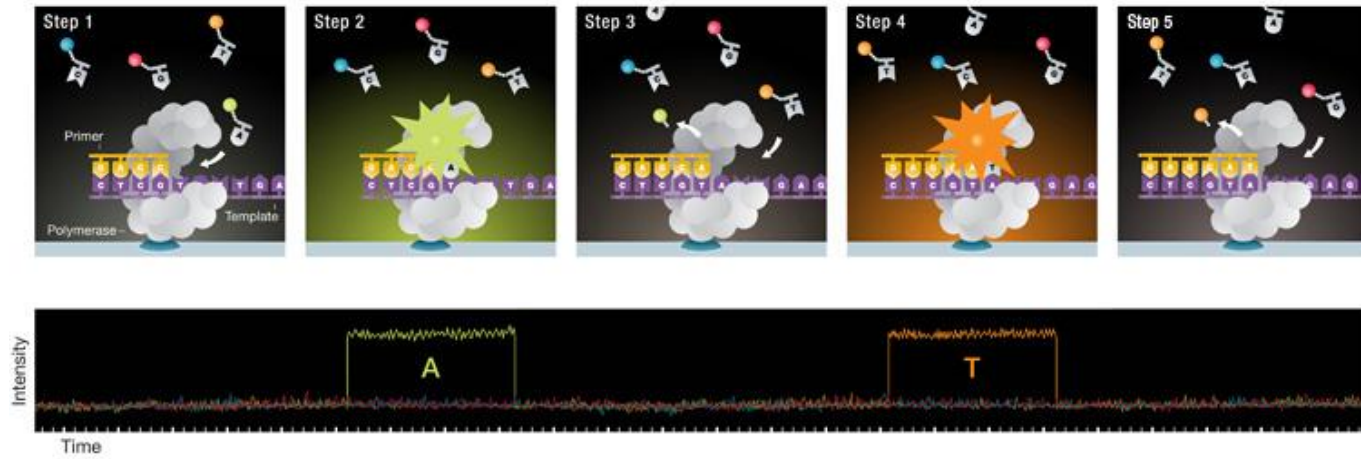 Step 1
Step 2
Step 3
Step 4
Step 5
C
G
T
A
G
C
T
C
G
T
T
C
G
T
C
G
Primer
A
C T C G T T G A
C T C G T T G A
C T C G T A G A G
C T C G T A G A G
C T C G T A G A G
Template
Polymerase
Intensity
A
T
Time